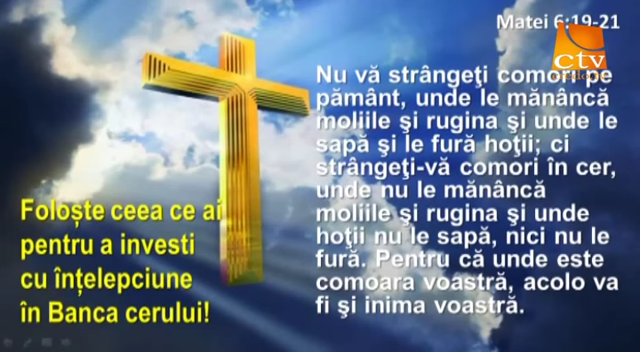 Matei 6:19-21
ctv
Nu vă strângeţi comori pe
pământ, unde le mănâncă
moliile şi rugina şi unde le
sapă şi le fură hoţii; ci
strângeţi-vă comori în cer,
unde nu le mănâncă
moliile şi rugina şi unde
hoţii nu le sapă, nici nu le
fură. Pentru că unde este
comoara voastră, acolo va
fi şi inima voastră.
Folosște ceea ce ai
pentru a investi
cu înțelepciune
în Banca cerului!